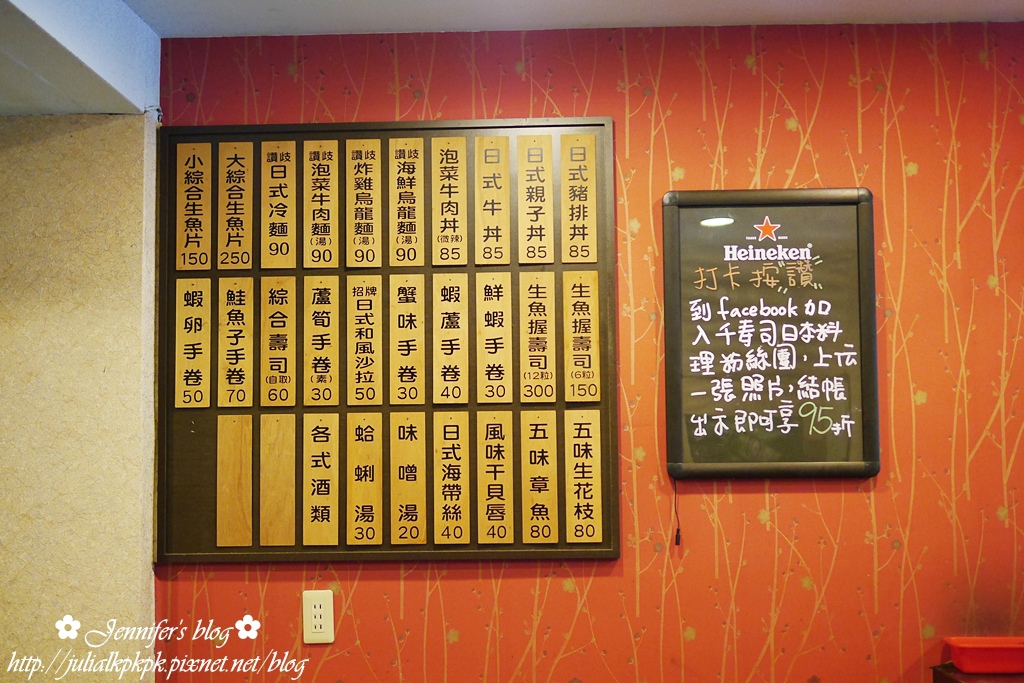 日式豬排丼 85
日式親子丼 85
日式牛丼 85
泡菜牛肉丼(微辣) 85
讚岐海鮮烏龍麵(湯) 90
讚岐炸雞烏龍麵(湯) 90
讚岐泡菜牛肉麵(湯) 90
讚岐日式冷麵 90
大綜合生魚片 250
小綜合生魚片 150
生魚握壽司(6粒) 150
生魚握壽司(12粒) 300
鮮蝦手卷 30
蝦蘆手卷 40
蟹味手卷 30
招牌日式和風沙拉 50
蘆筍手卷(素) 30
綜合壽司(自取) 60
鮭魚子手卷 70
蝦卵手卷 50
五味生花枝 80
五味章魚 80
風味干貝唇 40
日式海帶絲 40
味噌湯 20
蛤蜊湯 30
各式酒類
Heineken
打卡按"讚"
到facebook加
入千壽司日本料
理粉絲團,上傳
一張照片,結帳
出示即可享95折
Jennifer's blog
http://julialkpkpk.pixnet.net/blog